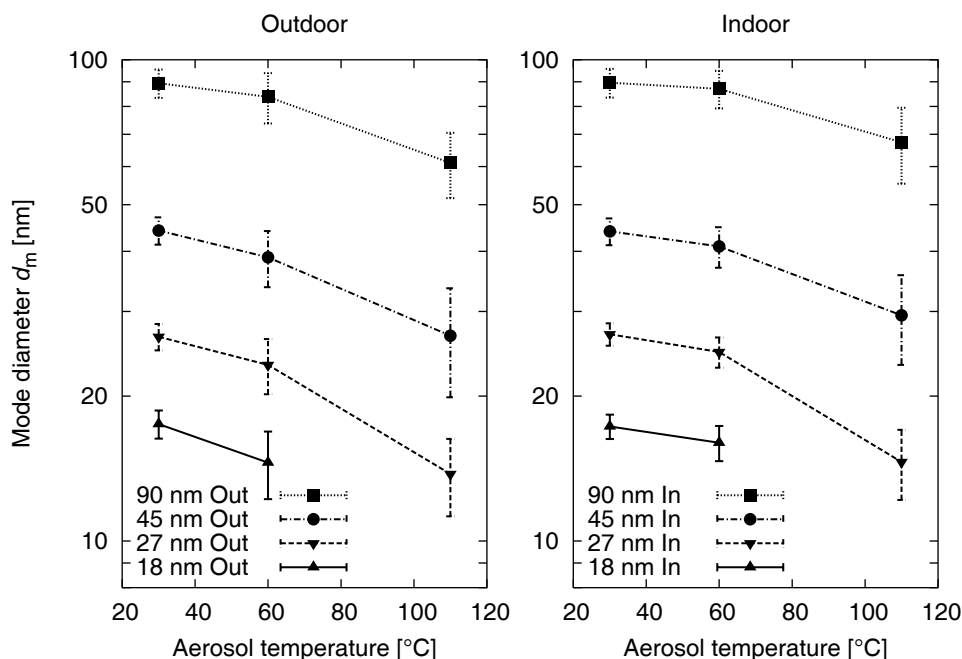 Outdoor
Indoor
Mode diameter dm [nm]
100
50
20
10
90 nm Out
45 nm Out
27 nm Out
18 nm Out
20 40 60 80 100 120
Aerosol temperature [°C]
100
50
20
10
90 nm In
45 nm In
27 nm In
18 nm In
20 40 60 80 100 120
Aerosol temperature [°C]